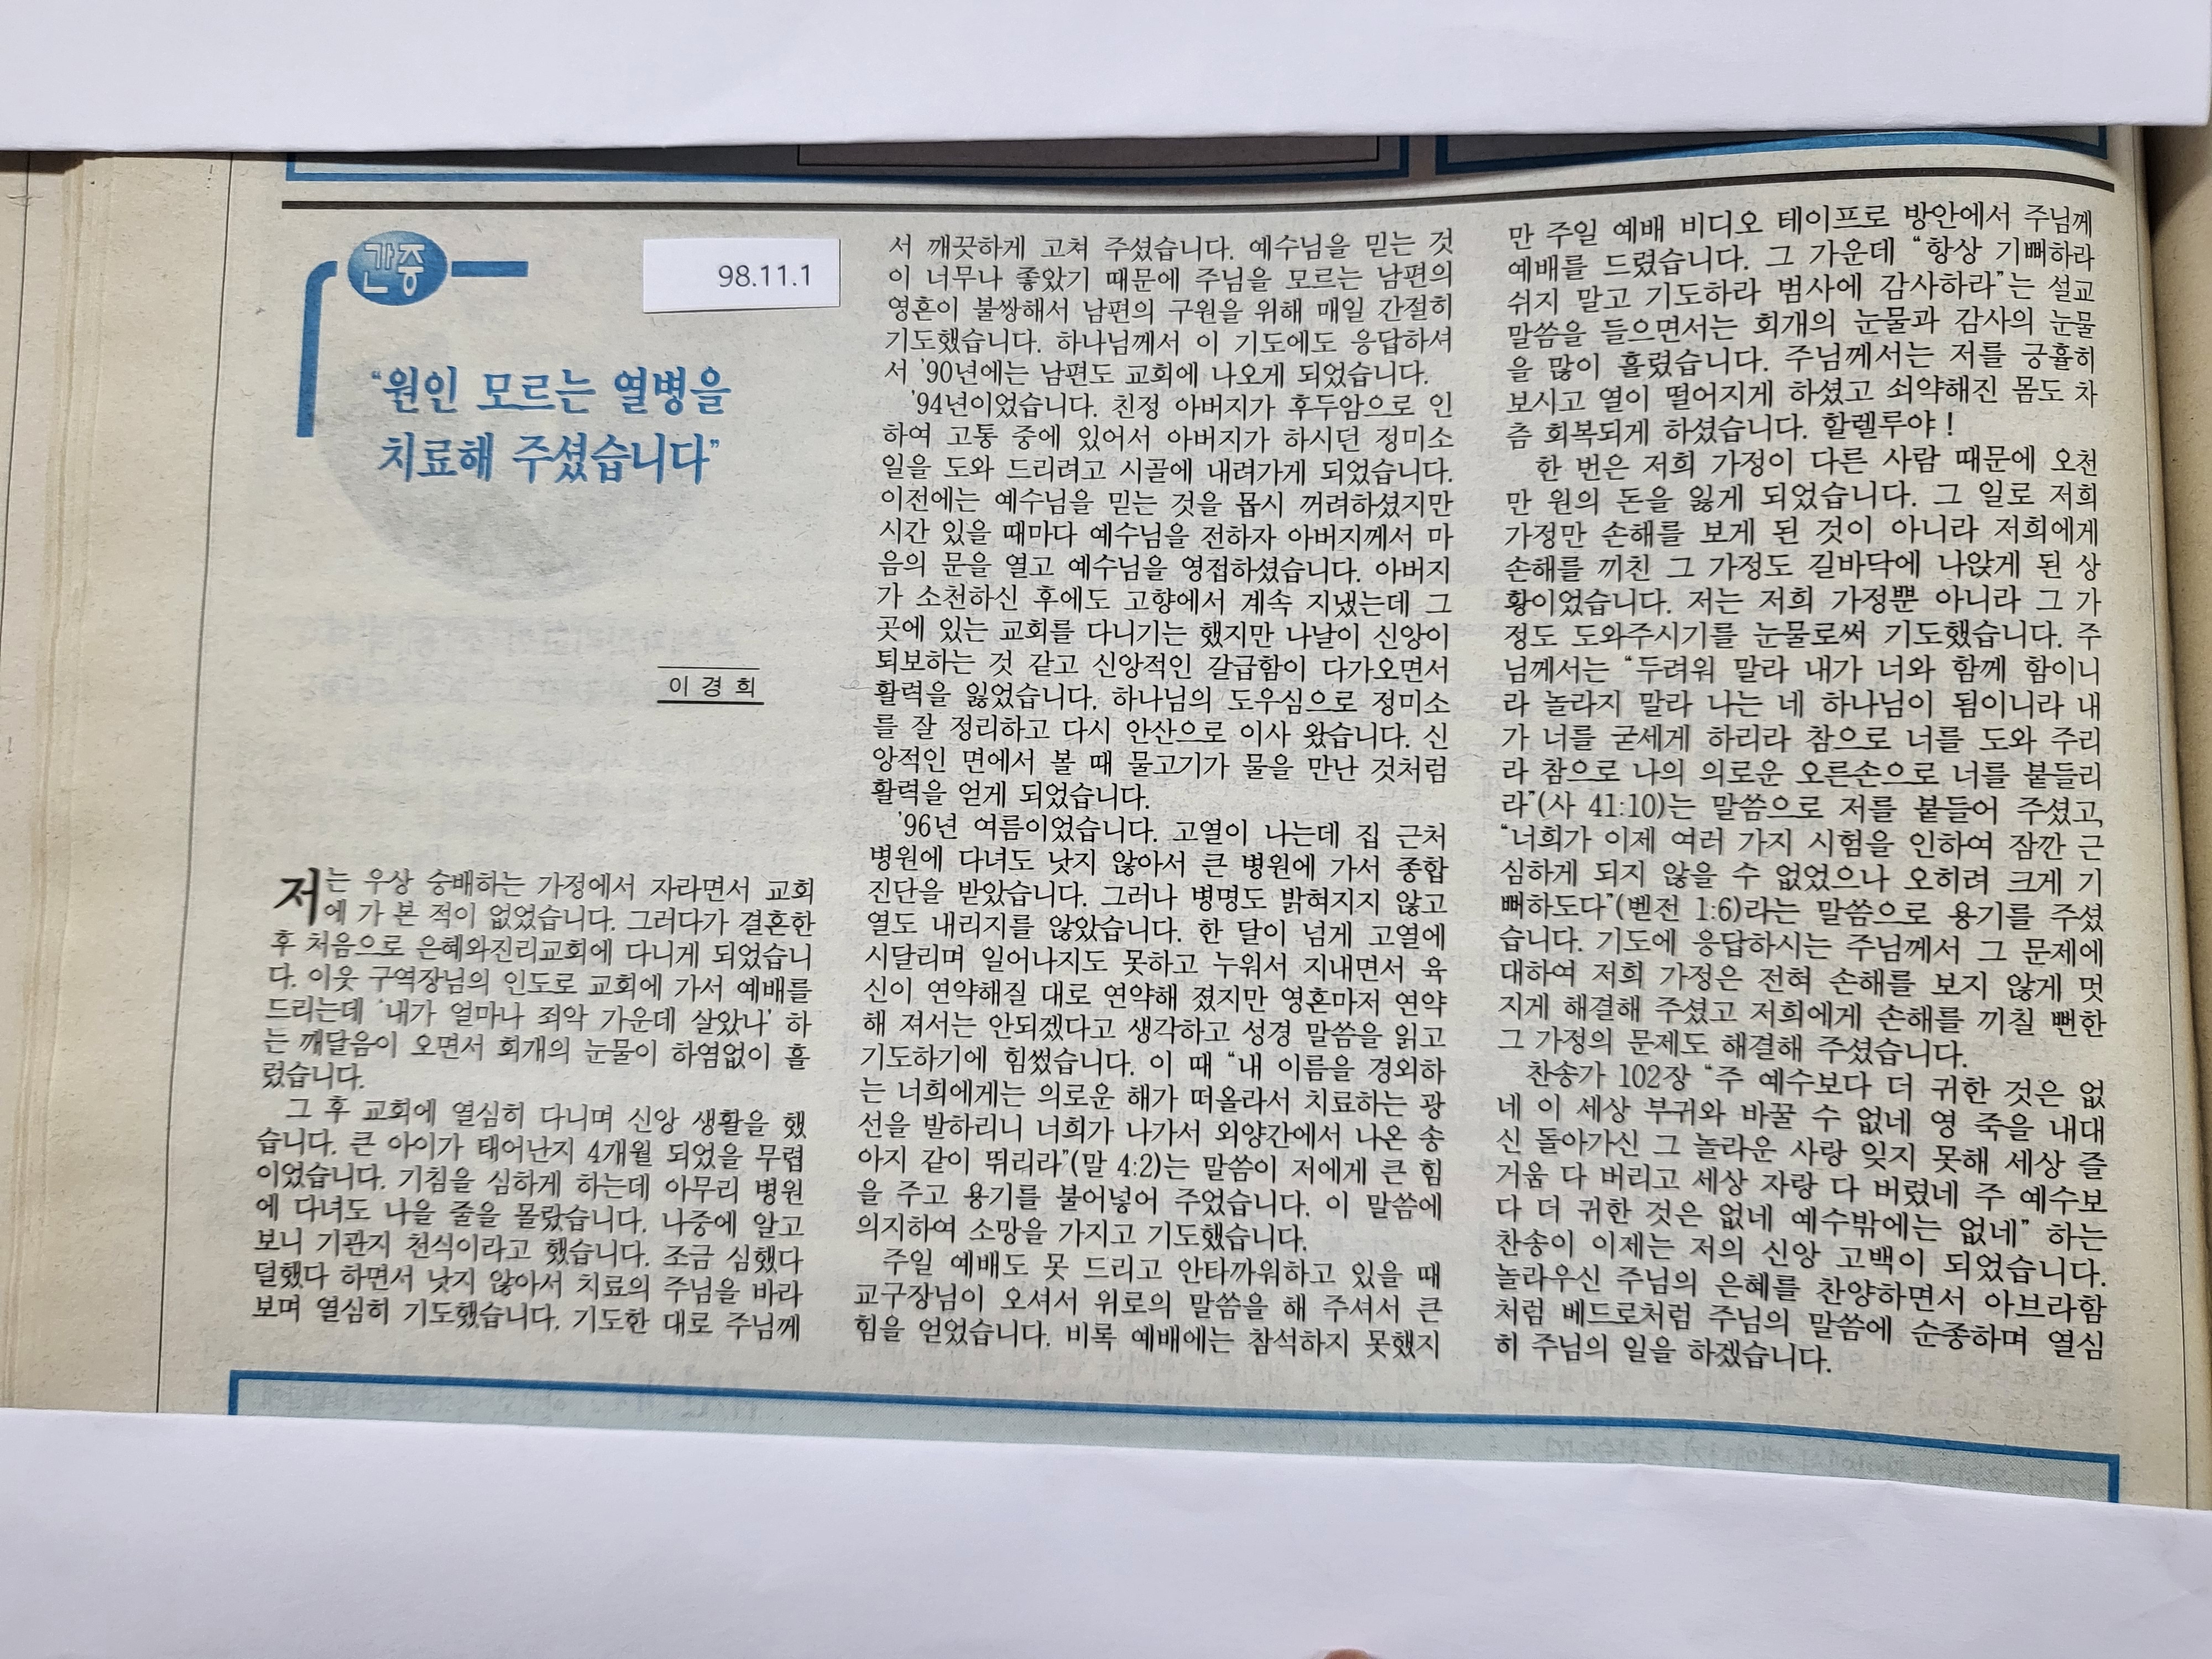 간증
98.11.1
“원인 모르는 열병을
치료해 주셨습니다”
이 경 희
저는 우상 숭배하는 가정에서 자라면서 교회
에 가 본 적이 없었습니다. 그러다가 결혼한
후 처음으로 은혜와진리교회에 다니게 되었습니
다. 이웃 구역장님의 인도로 교회에 가서 예배를
드리는데 ‘내가 얼마나 죄악 가운데 살았나’ 하
는 깨달음이 오면서 회개의 눈물이 하염없이 흘
렀습니다.
그 후 교회에 열심히 다니며 신앙 생활을 했
습니다. 큰 아이가 태어난지 4개월 되었을 무렵
이었습니다. 기침을 심하게 하는데 아무리 병원
에 다녀도 나을 줄을 몰랐습니다. 나중에 알고
보니 기관지 천식이라고 했습니다. 조금 심했다
덜했다 하면서 낫지 않아서 치료의 주님을 바라
보며 열심히 기도했습니다. 기도한 대로 주님께
서 깨끗하게 고쳐 주셨습니다. 예수님을 믿는 것
이 너무나 좋았기 때문에 주님을 모르는 남편의
영혼이 불쌍해서 남편의 구원을 위해 매일 간절히
기도했습니다. 하나님께서 이 기도에도 응답하셔
서 '90년에는 남편도 교회에 나오게 되었습니다.
'94년이었습니다. 친정 아버지가 후두암으로 인
하여 고통 중에 있어서 아버지가 하시던 정미소
일을 도와 드리려고 시골에 내려가게 되었습니다.
이전에는 예수님을 믿는 것을 몹시 꺼려하셨지만
시간 있을 때마다 예수님을 전하자 아버지께서 마
음의 문을 열고 예수님을 영접하셨습니다. 아버지
가 소천하신 후에도 고향에서 계속 지냈는데 그
곳에 있는 교회를 다니기는 했지만 나날이 신앙이
퇴보하는 것 같고 신앙적인 갈급함이 다가오면서
활력을 잃었습니다. 하나님의 도우심으로 정미소
를 잘 정리하고 다시 안산으로 이사 왔습니다. 신
앙적인 면에서 볼 때 물고기가 물을 만난 것처럼
활력을 얻게 되었습니다.
'96년 여름이었습니다. 고열이 나는데 집 근처
병원에 다녀도 낫지 않아서 큰 병원에 가서 종합
진단을 받았습니다. 그러나 병명도 밝혀지지 않고
열도 내리지를 않았습니다. 한 달이 넘게 고열에
시달리며 일어나지도 못하고 누워서 지내면서 육
신이 연약해질 대로 연약해 졌지만 영혼마저 연약
해 져서는 안되겠다고 생각하고 성경 말씀을 읽고
기도하기에 힘썼습니다. 이 때 “내 이름을 경외하
는 너희에게는 의로운 해가 떠올라서 치료하는 광
선을 발하리니 너희가 나가서 외양간에서 나온 송
아지 같이 뛰리라”(말 4:2)는 말씀이 저에게 큰 힘
을 주고 용기를 불어넣어 주었습니다. 이 말씀에
의지하여 소망을 가지고 기도했습니다.
주일 예배도 못 드리고 안타까워하고 있을 때
교구장님이 오셔서 위로의 말씀을 해 주셔서 큰
힘을 얻었습니다. 비록 예배에는 참석하지 못했지
만 주일 예배 비디오 테이프로 방안에서 주님께
예배를 드렸습니다. 그 가운데 “항상 기뻐하라
쉬지 말고 기도하라 범사에 감사하라”는 설교
말씀을 들으면서는 회개의 눈물과 감사의 눈물
을 많이 흘렸습니다. 주님께서는 저를 긍휼히
보시고 열이 떨어지게 하셨고 쇠약해진 몸도 차
츰 회복되게 하셨습니다. 할렐루야!
한 번은 저희 가정이 다른 사람 때문에 오천
만 원의 돈을 잃게 되었습니다. 그 일로 저희
가정만 손해를 보게 된 것이 아니라 저희에게
손해를 끼친 그 가정도 길바닥에 나앉게 된 상
황이었습니다. 저는 저희 가정뿐 아니라 그 가
정도 도와주시기를 눈물로써 기도했습니다. 주
님께서는 “두려워 말라 내가 너와 함께 함이니
라 놀라지 말라 나는 네 하나님이 됨이니라 내
가 너를 굳세게 하리라 참으로 너를 도와 주리
라 참으로 나의 의로운 오른손으로 너를 붙들리
라”(사 41:10)는 말씀으로 저를 붙들어 주셨고,
“너희가 이제 여러 가지 시험을 인하여 잠깐 근
심하게 되지 않을 수 없었으나 오히려 크게 기
뻐하도다”(벧전 1:6)라는 말씀으로 용기를 주셨
습니다. 기도에 응답하시는 주님께서 그 문제에
대하여 저희 가정은 전혀 손해를 보지 않게 멋
지게 해결해 주셨고 저희에게 손해를 끼칠 뻔한
그 가정의 문제도 해결해 주셨습니다.
찬송가 102장 “주 예수보다 더 귀한 것은 없
네 이 세상 부귀와 바꿀 수 없네 영 죽을 내대
신 돌아가신 그 놀라운 사랑 잊지 못해 세상 즐
거움 다 버리고 세상 자랑 다 버렸네 주 예수보
다 더 귀한 것은 없네 예수밖에는 없네” 하는
찬송이 이제는 저의 신앙 고백이 되었습니다.
놀라우신 주님의 은혜를 찬양하면서 아브라함
처럼 베드로처럼 주님의 말씀에 순종하며 열심
히 주님의 일을 하겠습니다.